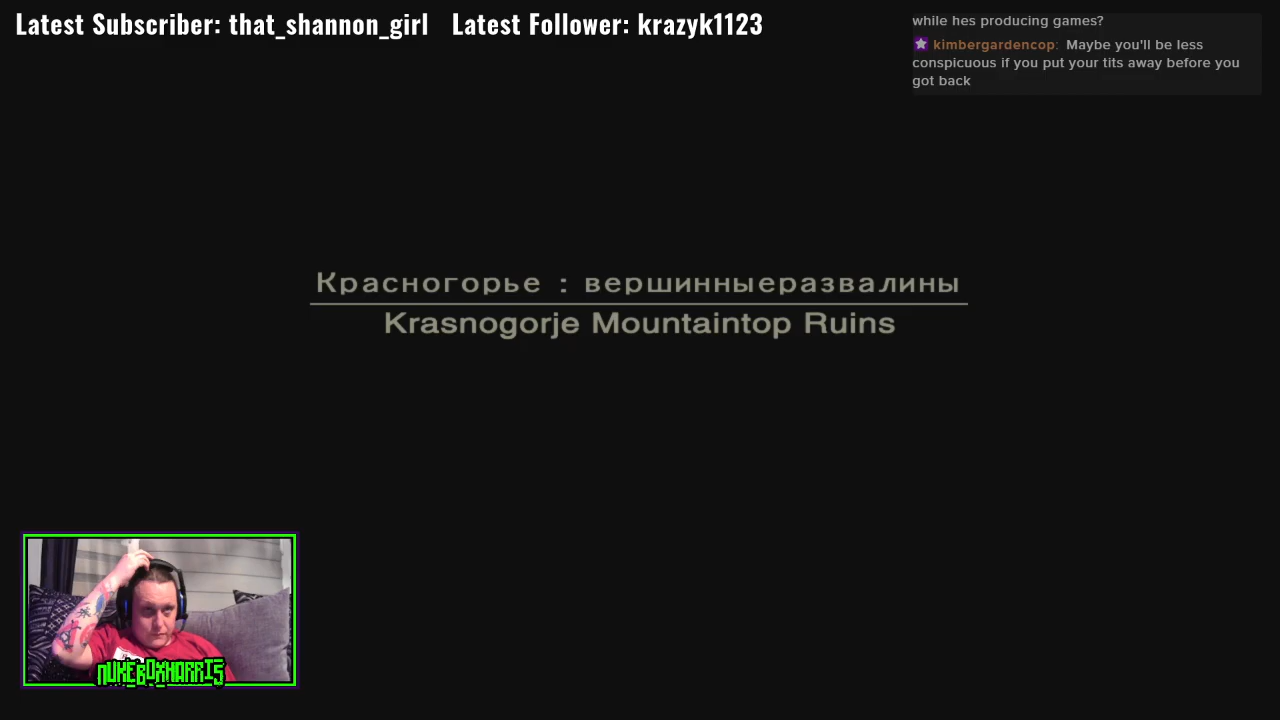 Latest Subscriber: that_shannon_girl Latest Follower: krazyk1123
while hes producing games?
kimbergardencop: Maybe you'll be less
conspicuous if you put your tits away before you
got back
Красногорье : вершинныеразвалины
Krasnogorje Mountaintop Ruins
NUKEBOXHARRIS